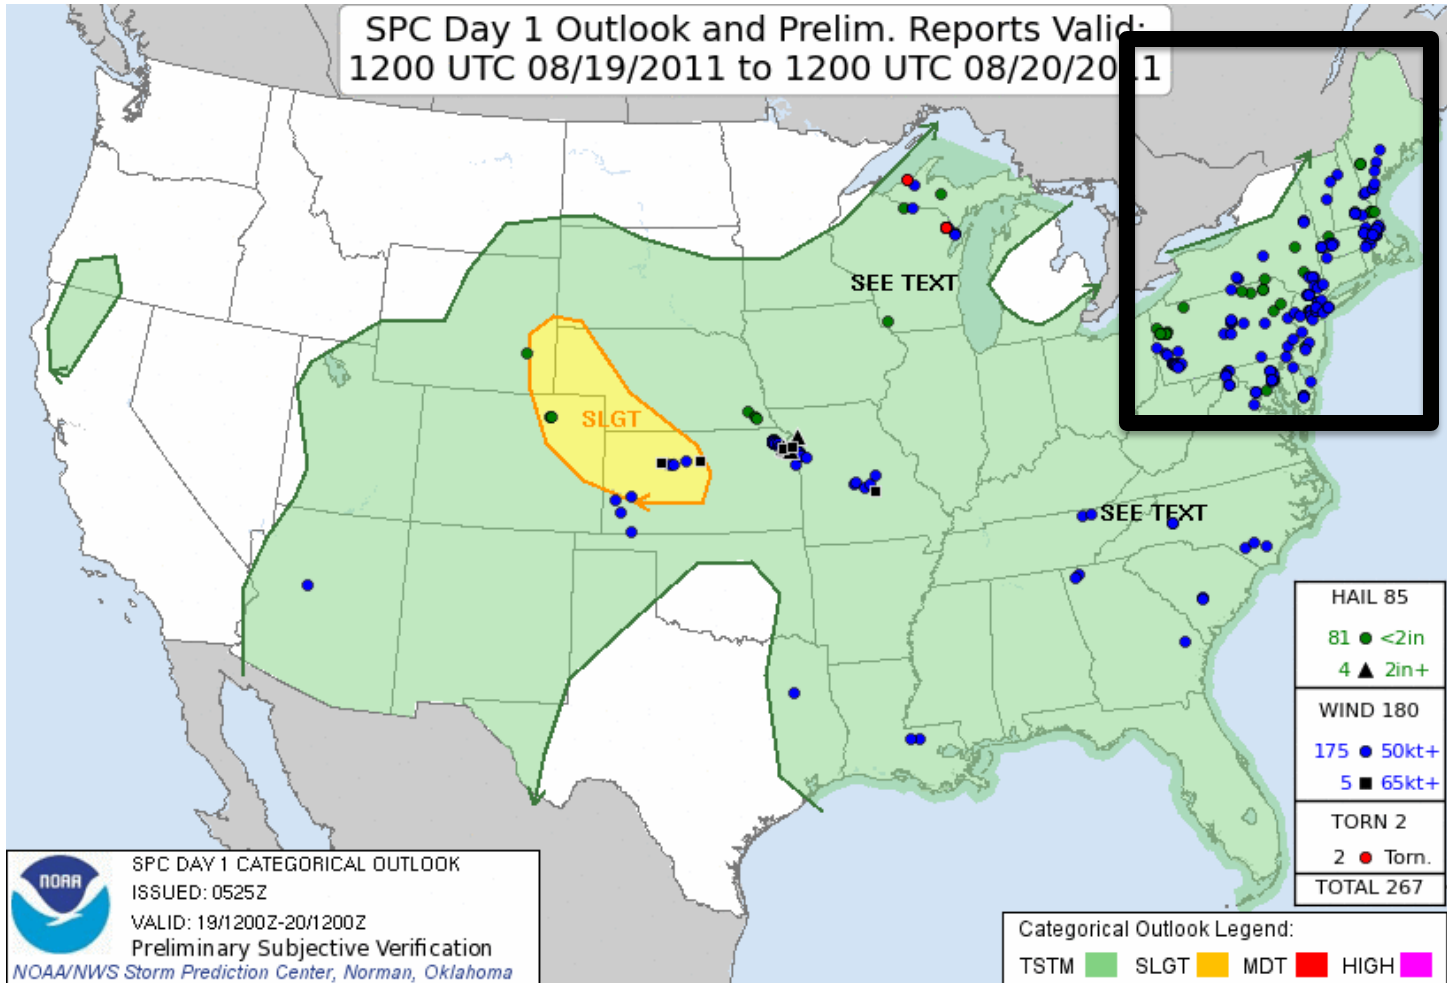 SPC Day 1 Outlook and Prelim. Reports Valid:
1200 UTC 08/19/2011 to 1200 UTC 08/20/2011
SEE TEXT
SLGT
SEE TEXT
HAIL 85
81 <2in
4 2in+
WIND 180
175 50kt+
5 65kt+
TORN 2
2 Torn.
TOTAL 267
NOAA
SPC DAY 1 CATEGORICAL OUTLOOK
ISSUED: 0525Z
VALID: 19/1200Z-20/1200Z
Preliminary Subjective Verification
NOAA/NWS Storm Prediction Center, Norman, Oklahoma
Categorical Outlook Legend:
TSTM SLGT MDT HIGH